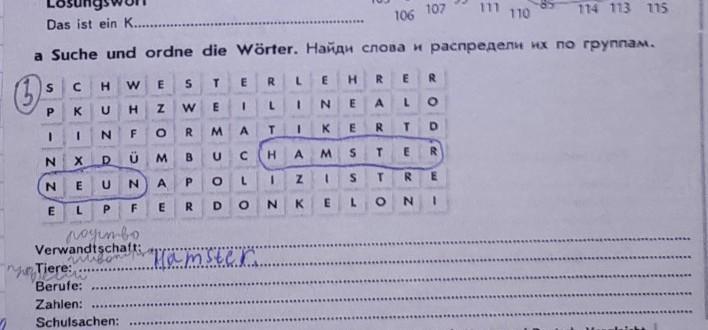 Lösungswort
Das ist ein K
106 107 111 110 85 114 113 115
a Suche und ordne die Wörter. Найди слова и распредели их по группам.
3
S C H W E S T E R L E H R E R
P K U H Z W E I L I N E A L O
I I N F O R M A T I K E R T D
N X D Ü M B U C H A M S T E R
N E U N A P O L I Z I S T R E
E L P F E R D O N K E L O N I
Verwandtschaft:
Tiere: Hamster.
Berufe:
Zahlen:
Schulsachen: